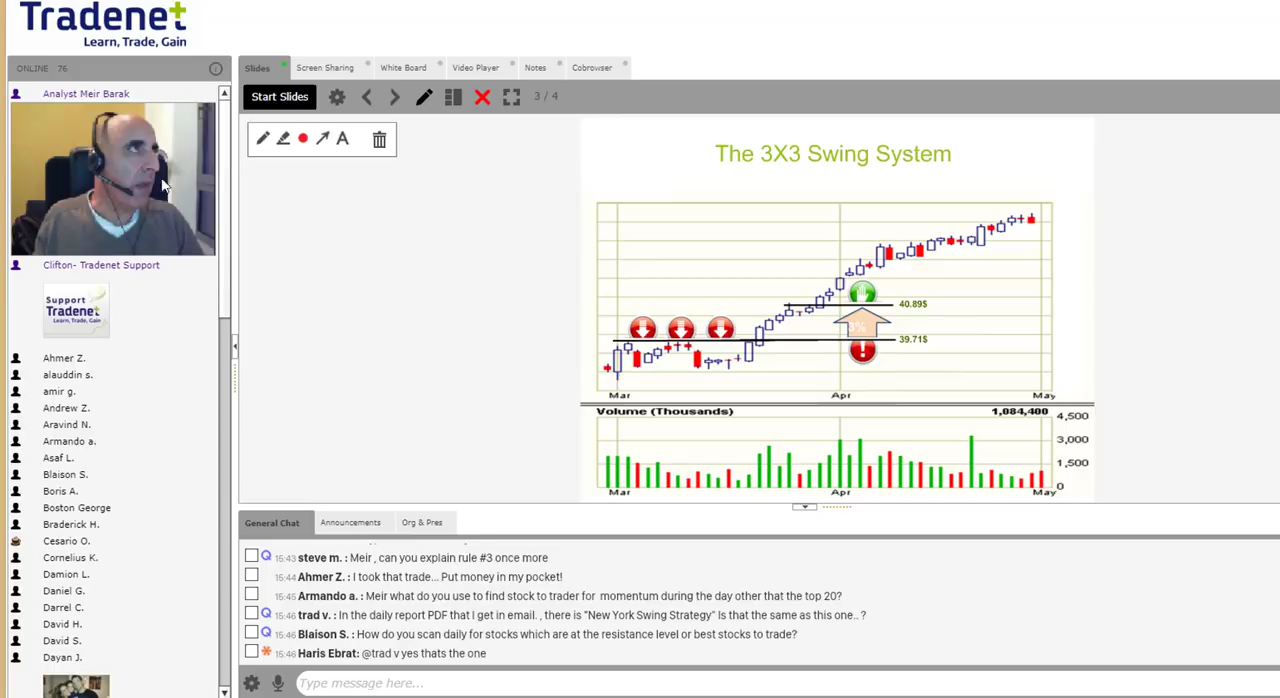 Tradenet
Learn, Trade, Gain
ONLINE 76
Analyst Meir Barak
Clifton- Tradenet Support
Support
Tradenet
Learn, Trade, Gain
Ahmer Z.
alauddin s.
amir g.
Andrew Z.
Aravind N.
Armando a.
Asaf L.
Blaison S.
Boris A.
Boston George
Braderick H.
Cesario O.
Cornelius K.
Damion L.
Daniel G.
Darrel C.
David H.
David S.
Dayan J.
Slides Screen Sharing White Board Video Player Notes Cobrowser
Start Slides 3 / 4
A
The 3X3 Swing System
40.89$
3%
39.71$
Mar Apr May
Volume (Thousands) 1,084,400
4,500
3,000
1,500
0
Mar Apr May
General Chat Announcements Org & Pres
15:43 steve m. : Meir , can you explain rule #3 once more
15:44 Ahmer Z. : I took that trade... Put money in my pocket!
15:45 Armando a. : Meir what do you use to find stock to trader for momentum during the day other that the top 20?
15:46 trad v. : In the daily report PDF that I get in email. , there is "New York Swing Strategy" Is that the same as this one.. ?
15:46 Blaison S. : How do you scan daily for stocks which are at the resistance level or best stocks to trade?
15:46 Haris Ebrat: @trad v yes thats the one
Type message here...